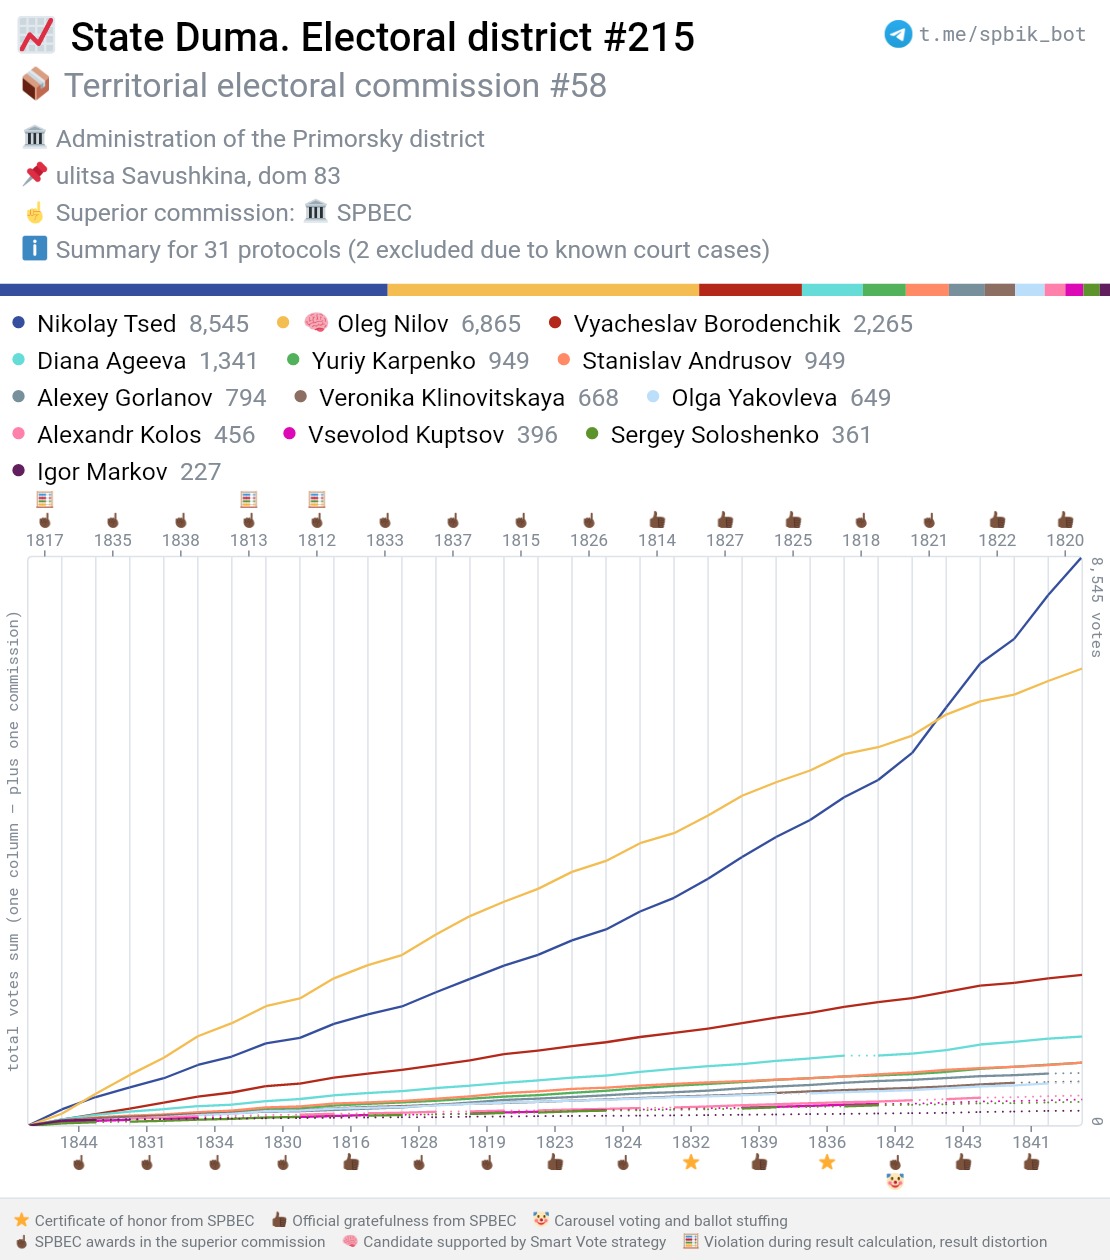 State Duma. Electoral district #215
t.me/spbik_bot
Territorial electoral commission #58
Administration of the Primorsky district
ulitsa Savushkina, dom 83
Superior commission: SPBEC
Summary for 31 protocols (2 excluded due to known court cases)
Nikolay Tsed 8,545 Oleg Nilov 6,865 Vyacheslav Borodenchik 2,265
Diana Ageeva 1,341 Yuriy Karpenko 949 Stanislav Andrusov 949
Alexey Gorlanov 794 Veronika Klinovitskaya 668 Olga Yakovleva 649
Alexandr Kolos 456 Vsevolod Kuptsov 396 Sergey Soloshenko 361
Igor Markov 227
1817 1835 1838 1813 1812 1833 1837 1815 1826 1814 1827 1825 1818 1821 1822 1820
total votes sum (one column – plus one commission)
8,545 votes
0
1844 1831 1834 1830 1816 1828 1819 1823 1824 1832 1839 1836 1842 1843 1841
Certificate of honor from SPBEC Official gratefulness from SPBEC Carousel voting and ballot stuffing
SPBEC awards in the superior commission Candidate supported by Smart Vote strategy Violation during result calculation, result distortion